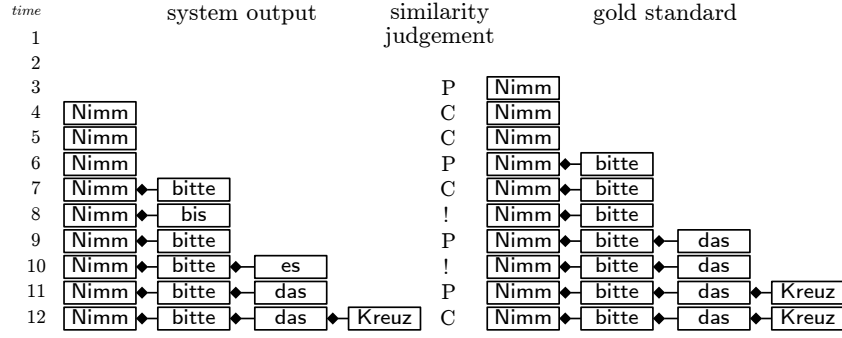 time system output similarity gold standard
1 judgement
2
3 P Nimm
4 Nimm C Nimm
5 Nimm C Nimm
6 Nimm P Nimm bitte
7 Nimm bitte C Nimm bitte
8 Nimm bis ! Nimm bitte
9 Nimm bitte P Nimm bitte das
10 Nimm bitte es ! Nimm bitte das
11 Nimm bitte das P Nimm bitte das Kreuz
12 Nimm bitte das Kreuz C Nimm bitte das Kreuz